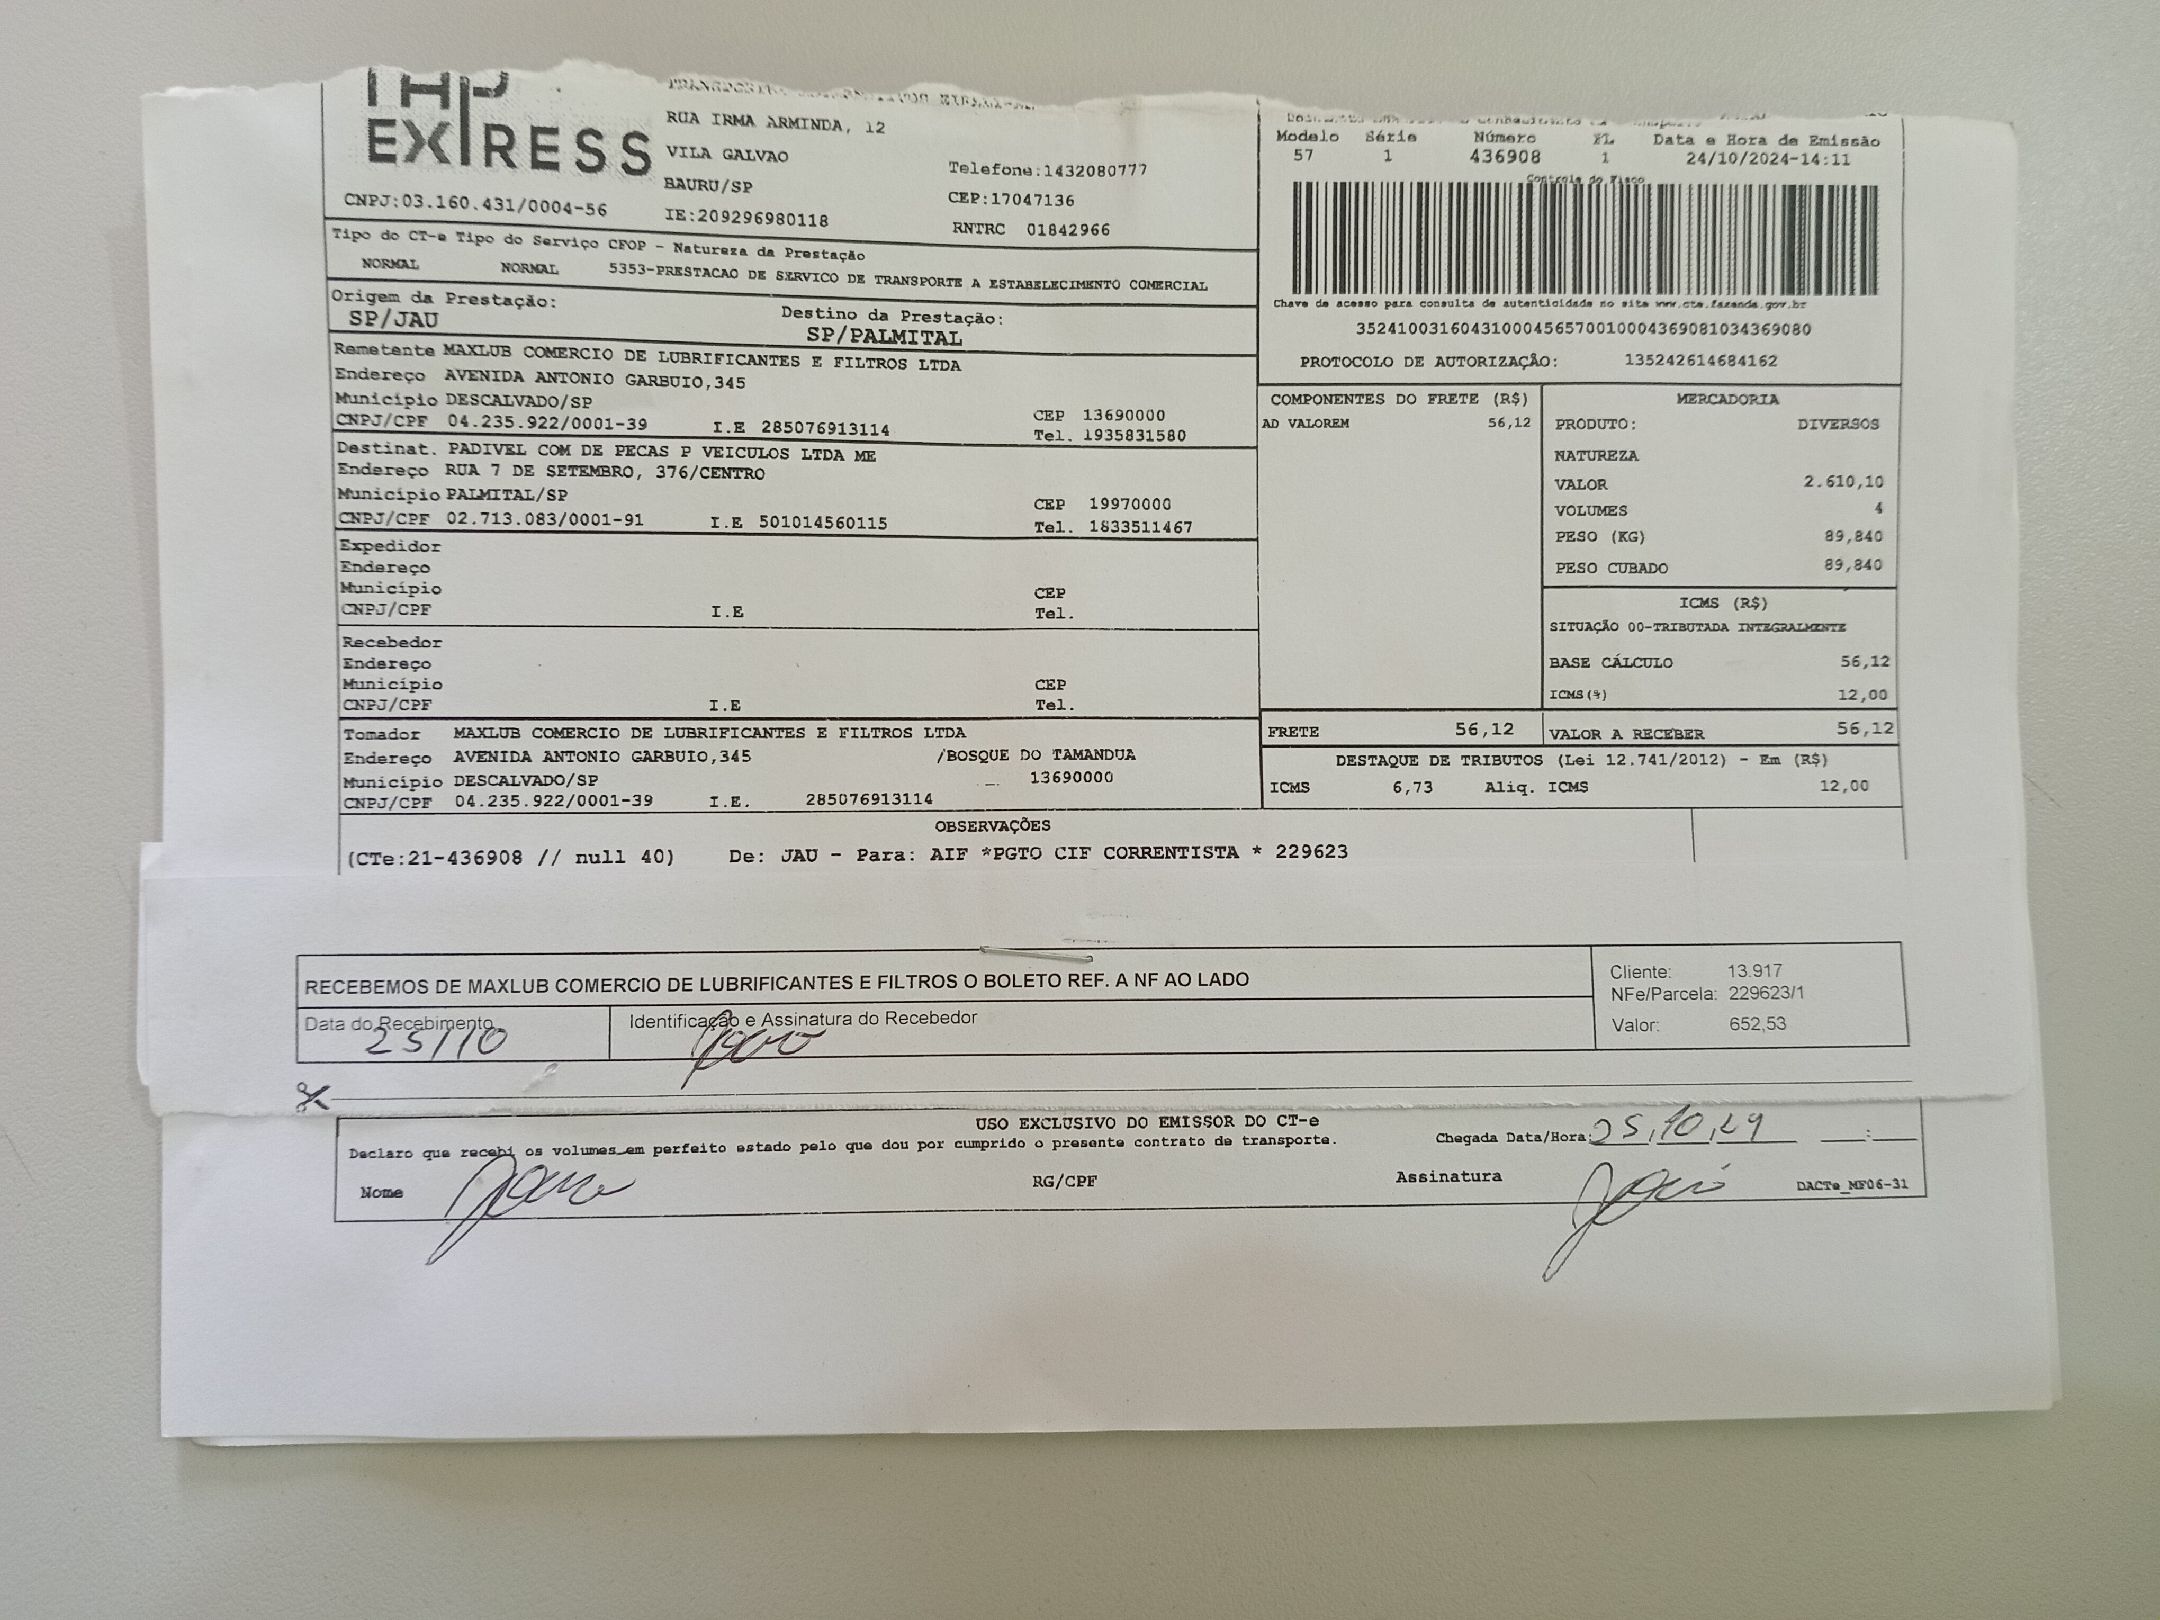 EXPRESS
RUA IRMA ARMINDA, 12
VILA GALVAO
BAURU/SP
Telefone:1432080777
CEP:17047136
CNPJ:03.160.431/0004-56
IE:209296980118
RNTRC 01842966
Modelo Série Número FL Data e Hora de Emissão
57 1 436908 1 24/10/2024-14:11
Controle do Fisco
Tipo do CT-e Tipo do Serviço CFOP - Natureza da Prestação
NORMAL NORMAL 5353-PRESTACAO DE SERVICO DE TRANSPORTE A ESTABELECIMENTO COMERCIAL
Chave de acesso para consulta de autenticidade no site www.cte.fazenda.gov.br
35241003160431000456570010004369081034369080
PROTOCOLO DE AUTORIZAÇÃO: 135242614684162
Origem da Prestação:
SP/JAU
Destino da Prestação:
SP/PALMITAL
Remetente MAXLUB COMERCIO DE LUBRIFICANTES E FILTROS LTDA
Endereço AVENIDA ANTONIO GARBUIO,345
Município DESCALVADO/SP CEP 13690000
CNPJ/CPF 04.235.922/0001-39 I.E 285076913114 Tel. 1935831580
Destinat. PADIVEL COM DE PECAS P VEICULOS LTDA ME
Endereço RUA 7 DE SETEMBRO, 376/CENTRO
Município PALMITAL/SP CEP 19970000
CNPJ/CPF 02.713.083/0001-91 I.E 501014560115 Tel. 1833511467
Expedidor
Endereço
Município CEP
CNPJ/CPF I.E Tel.
Recebedor
Endereço
Município CEP
CNPJ/CPF I.E Tel.
Tomador MAXLUB COMERCIO DE LUBRIFICANTES E FILTROS LTDA
Endereço AVENIDA ANTONIO GARBUIO,345 /BOSQUE DO TAMANDUA
Município DESCALVADO/SP 13690000
CNPJ/CPF 04.235.922/0001-39 I.E. 285076913114
COMPONENTES DO FRETE (R$)
AD VALOREM 56,12
MERCADORIA
PRODUTO: DIVERSOS
NATUREZA
VALOR 2.610,10
VOLUMES 4
PESO (KG) 89,840
PESO CUBADO 89,840
ICMS (R$)
SITUAÇÃO 00-TRIBUTADA INTEGRALMENTE
BASE CÁLCULO 56,12
ICMS(%) 12,00
FRETE 56,12 VALOR A RECEBER 56,12
DESTAQUE DE TRIBUTOS (Lei 12.741/2012) - Em (R$)
ICMS 6,73 Aliq. ICMS 12,00
OBSERVAÇÕES
(CTe:21-436908 // null 40) De: JAU - Para: AIF *PGTO CIF CORRENTISTA * 229623
RECEBEMOS DE MAXLUB COMERCIO DE LUBRIFICANTES E FILTROS O BOLETO REF. A NF AO LADO
Data do Recebimento
25/10
Identificação e Assinatura do Recebedor
Cliente: 13.917
NFe/Parcela: 229623/1
Valor: 652,53
USO EXCLUSIVO DO EMISSOR DO CT-e
Declaro que recebi os volumes em perfeito estado pelo que dou por cumprido o presente contrato de transporte.
Chegada Data/Hora: 25,10,24 :
Nome
RG/CPF
Assinatura
DACTe_MF06-31